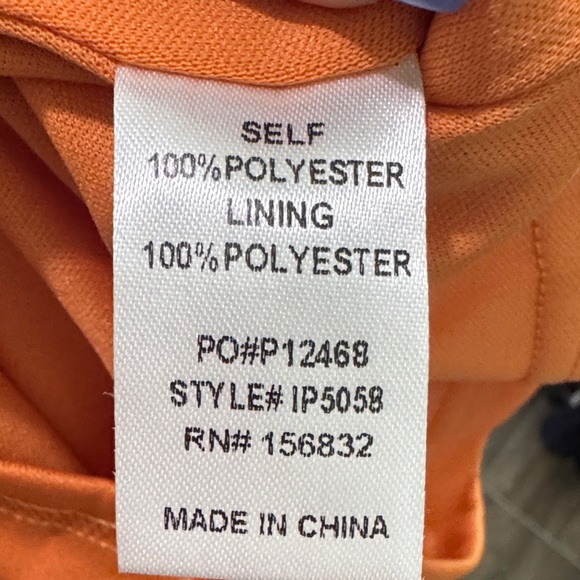 SELF
100%POLYESTER
LINING
100%POLYESTER
PO#P12468
STYLE# IP5058
RN# 156832
MADE IN CHINA